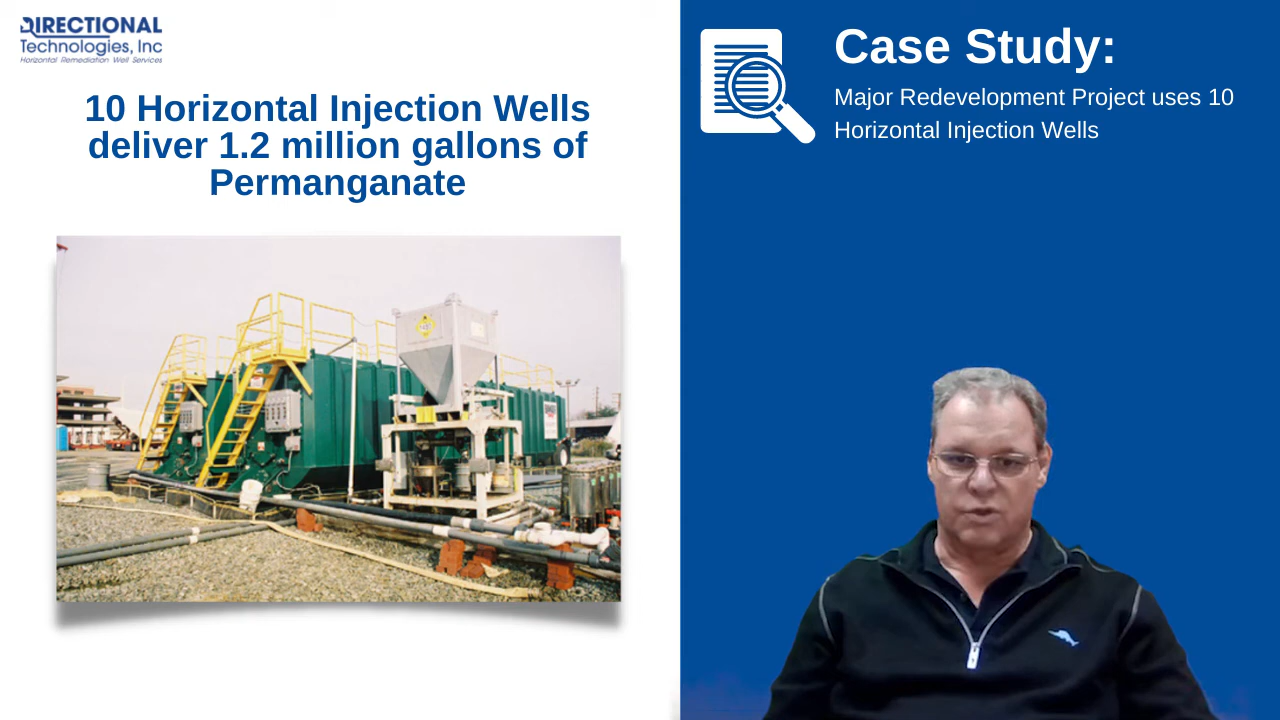 DIRECTIONAL
Technologies, Inc
Horizontal Remediation Well Services
10 Horizontal Injection Wells
deliver 1.2 million gallons of
Permanganate
Case Study:
Major Redevelopment Project uses 10
Horizontal Injection Wells